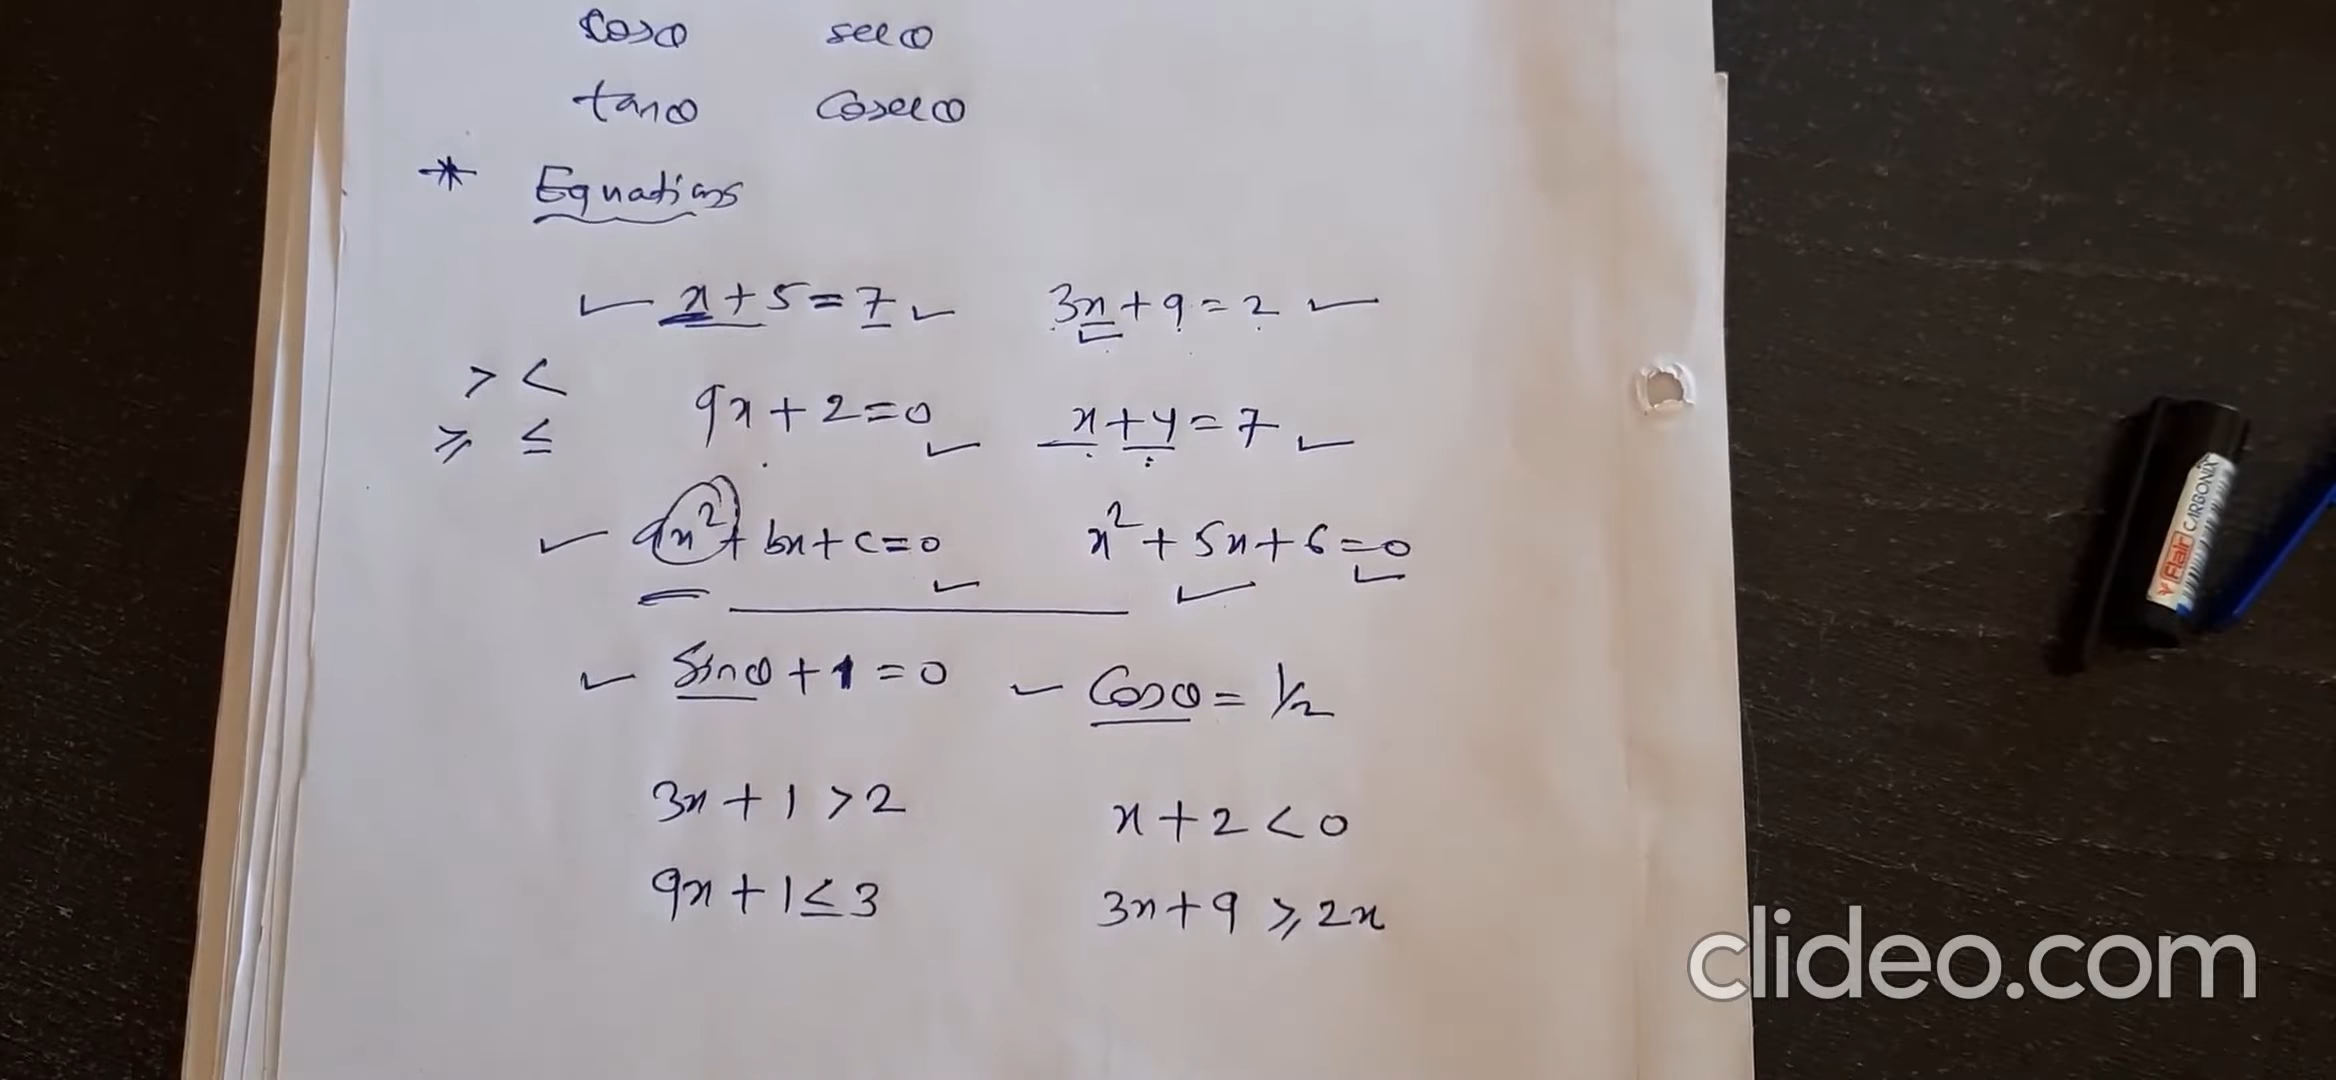 cosθ secθ
tanθ cosecθ
* Equations
✓ x + 5 = 7 ✓ 3x + 9 = 2 ✓
> <
9x + 2 = 0 ✓ x + y = 7 ✓
≥ ≤
✓ ax² + bx + c = 0 ✓ x² + 5x + 6 = 0 ✓
✓ Sinθ + 1 = 0 ✓ Cosθ = 1/2
3x + 1 > 2 x + 2 < 0
9x + 1 ≤ 3 3x + 9 ≥ 2x
Flair CARBONIX
clideo.com